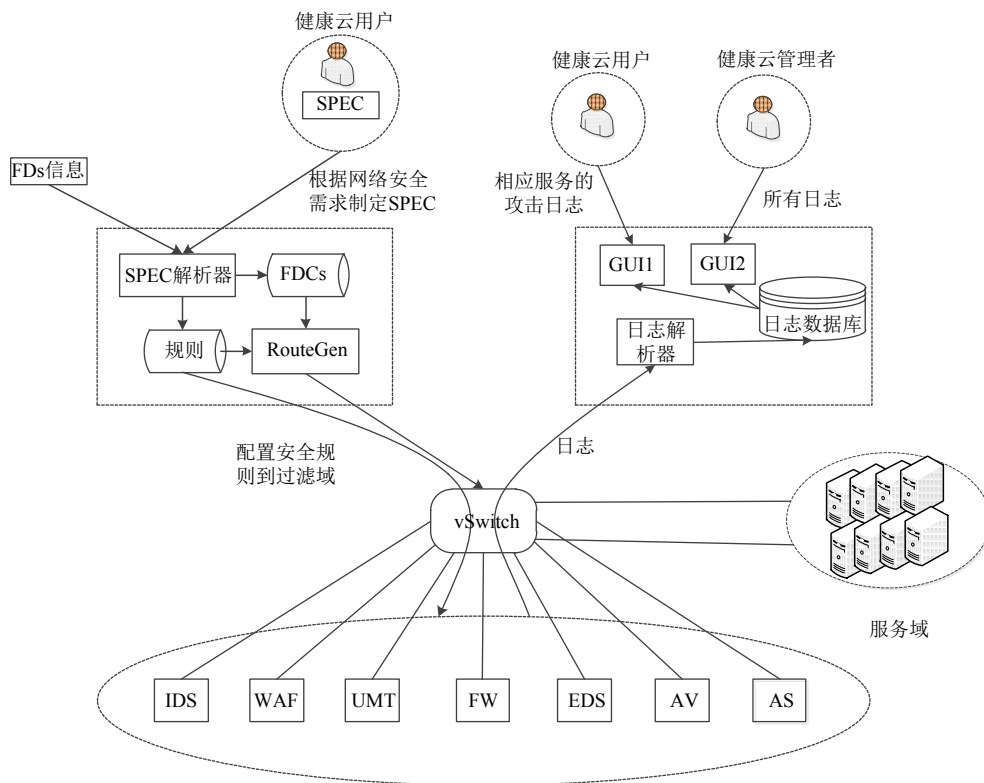 健康云用户
SPEC
健康云用户
健康云管理者
FDs信息
根据网络安全
需求制定SPEC
相应服务的
攻击日志
所有日志
SPEC解析器
FDCs
规则
RouteGen
GUI1
GUI2
日志数据库
日志解
析器
配置安全规
则到过滤域
日志
vSwitch
服务域
IDS
WAF
UMT
FW
EDS
AV
AS